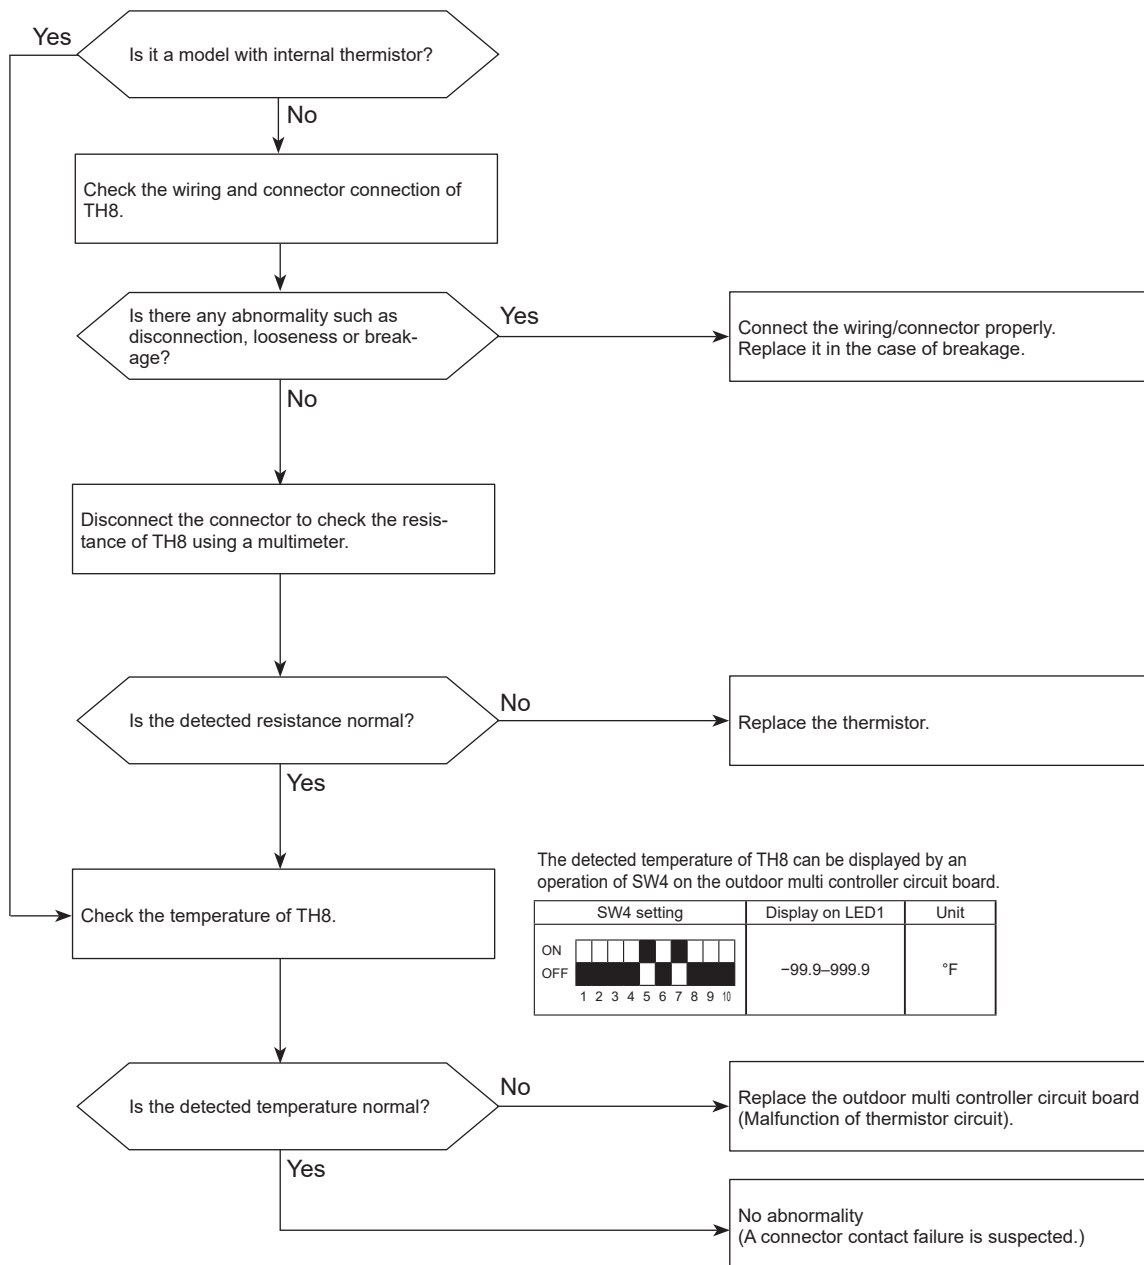 Yes
Is it a model with internal thermistor?
No
Check the wiring and connector connection of
TH8.
Is there any abnormality such as
disconnection, looseness or break-
age?
Yes
Connect the wiring/connector properly.
Replace it in the case of breakage.
No
Disconnect the connector to check the resis-
tance of TH8 using a multimeter.
Is the detected resistance normal?
No
Replace the thermistor.
Yes
The detected temperature of TH8 can be displayed by an
operation of SW4 on the outdoor multi controller circuit board.
Check the temperature of TH8.
SW4 setting Display on LED1 Unit
ON
OFF
1 2 3 4 5 6 7 8 9 10
−99.9–999.9 °F
Is the detected temperature normal?
No
Replace the outdoor multi controller circuit board
(Malfunction of thermistor circuit).
Yes
No abnormality
(A connector contact failure is suspected.)